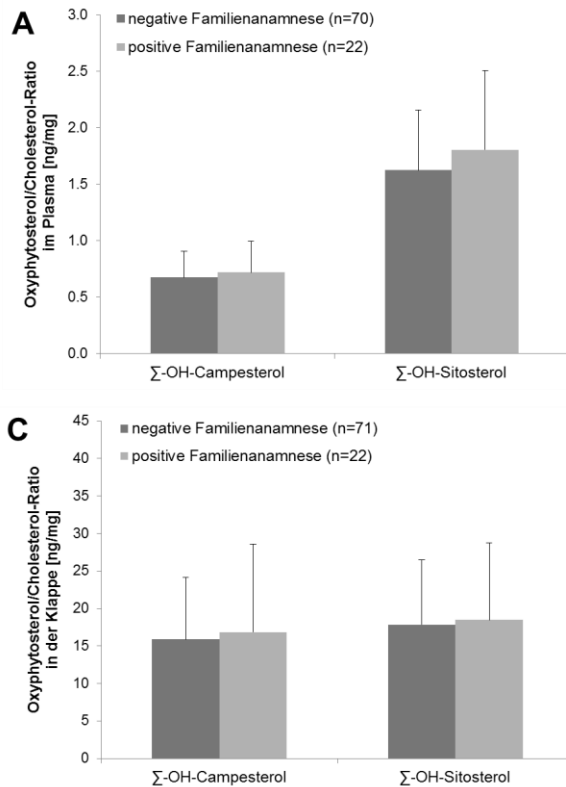 A
Oxyphytosterol/Cholesterol-Ratio
im Plasma [ng/mg]
3.0
2.5
2.0
1.5
1.0
0.5
0.0
negative Familienanamnese (n=70)
positive Familienanamnese (n=22)
∑-OH-Campesterol
∑-OH-Sitosterol
C
Oxyphytosterol/Cholesterol-Ratio
in der Klappe [ng/mg]
45
40
35
30
25
20
15
10
5
0
negative Familienanamnese (n=71)
positive Familienanamnese (n=22)
∑-OH-Campesterol
∑-OH-Sitosterol